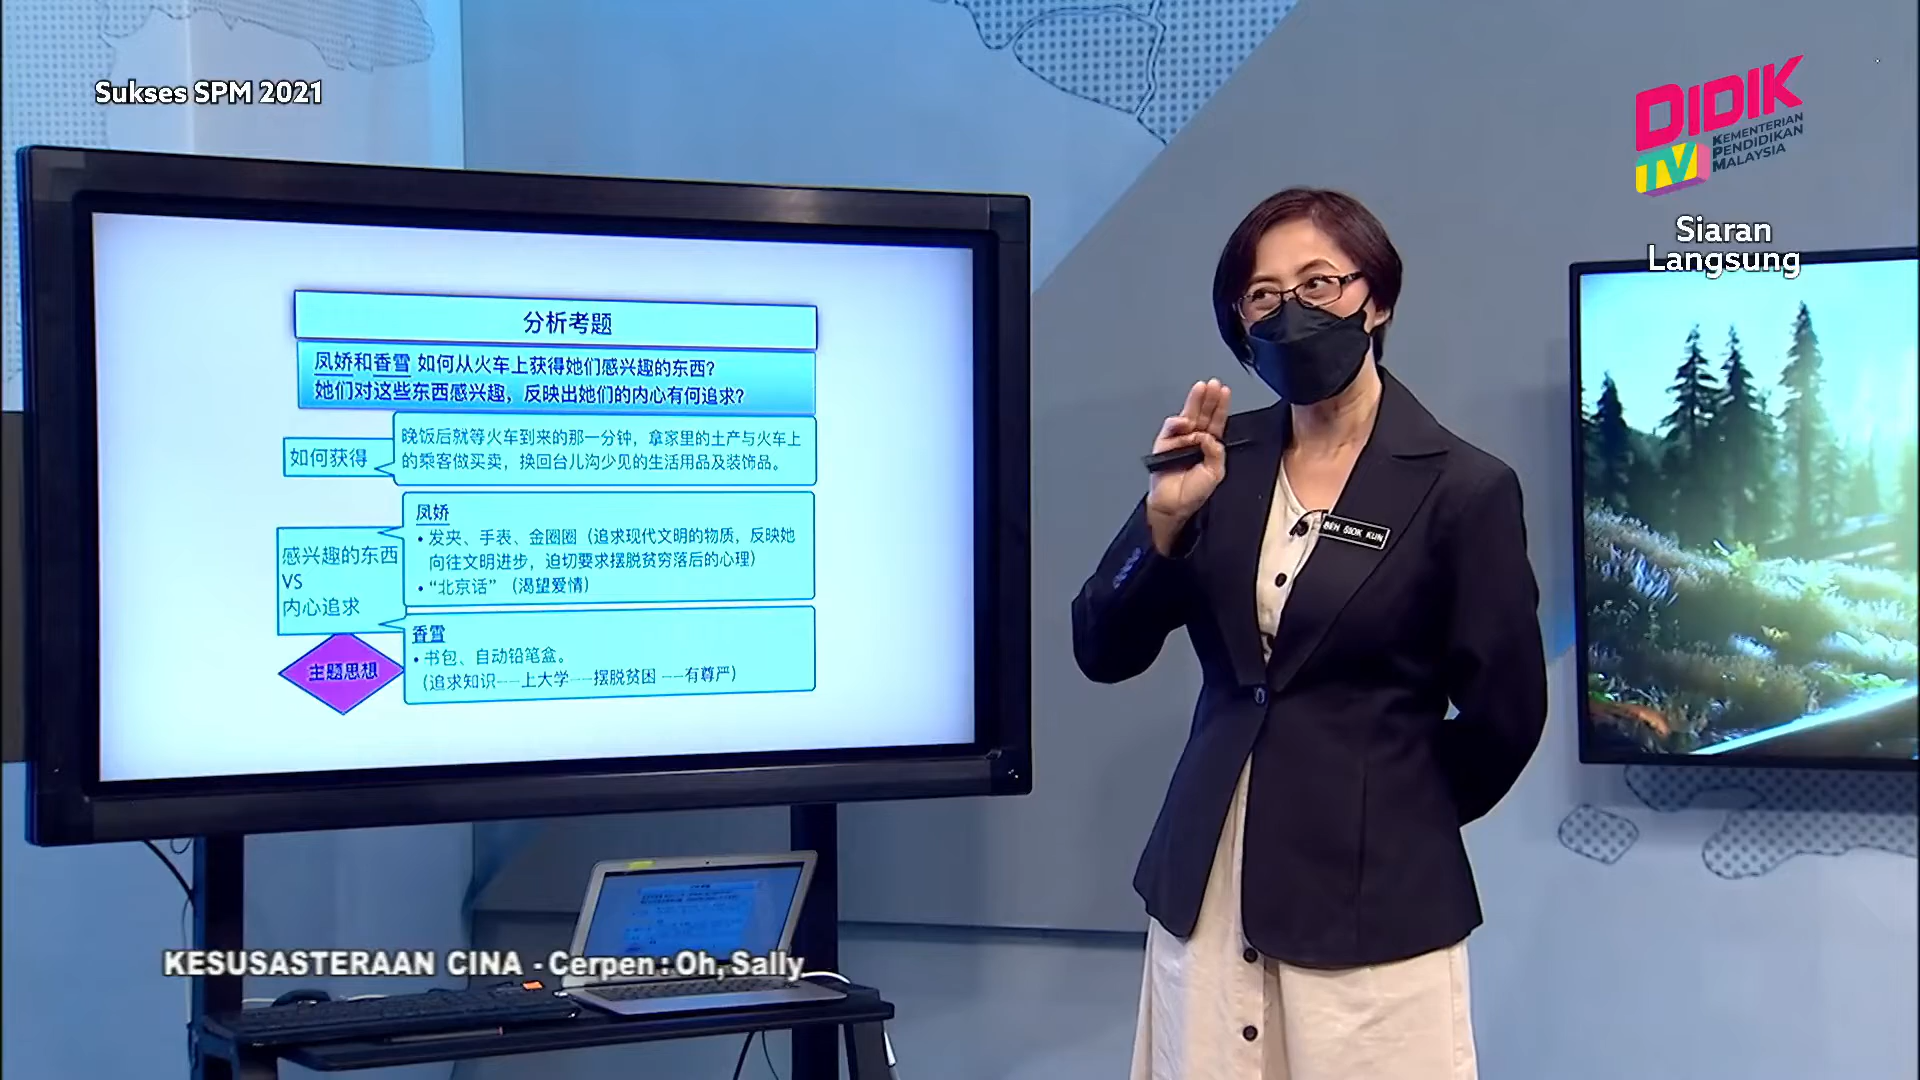 Sukses SPM 2021
DIDIK
TV
KEMENTERIAN
PENDIDIKAN
MALAYSIA
Siaran
Langsung
分析考题
凤娇和香雪 如何从火车上获得她们感兴趣的东西?
她们对这些东西感兴趣，反映出她们的内心有何追求?
如何获得
晚饭后就等火车到来的那一分钟，拿家里的土产与火车上
的乘客做买卖，换回台儿沟少见的生活用品及装饰品。
感兴趣的东西
VS
内心追求
凤娇
• 发夹、手表、金圈圈（追求现代文明的物质，反映她
向往文明进步，迫切要求摆脱贫穷落后的心理）
• “北京话”（渴望爱情）
主题思想
香雪
• 书包、自动铅笔盒。
（追求知识----上大学----摆脱贫困 ----有尊严）
BEH SIOK KUN
KESUSASTERAAN CINA - Cerpen : Oh, Sally